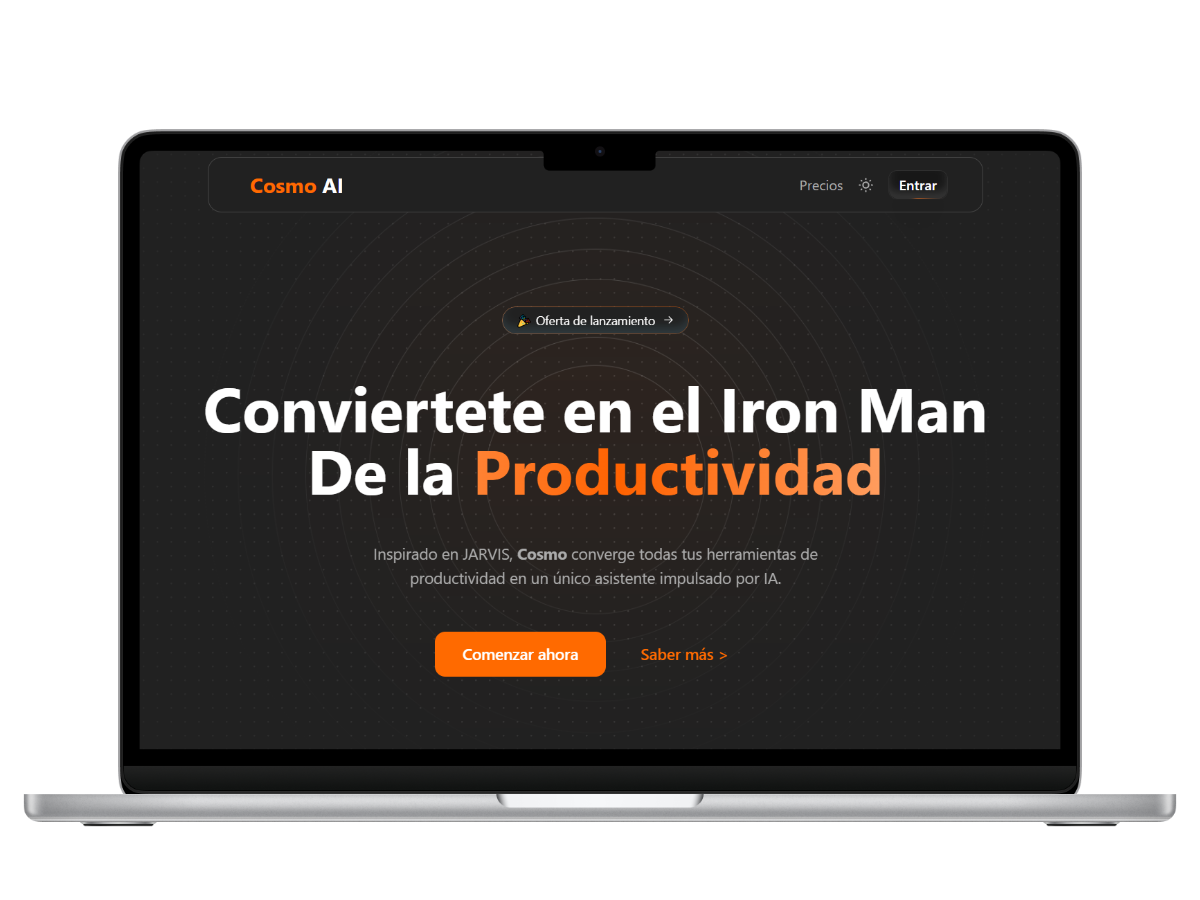 Cosmo AI
Precios
Entrar
🎉 Oferta de lanzamiento →
Conviertete en el Iron Man
De la Productividad
Inspirado en JARVIS, Cosmo converge todas tus herramientas de
productividad en un único asistente impulsado por IA.
Comenzar ahora
Saber más >